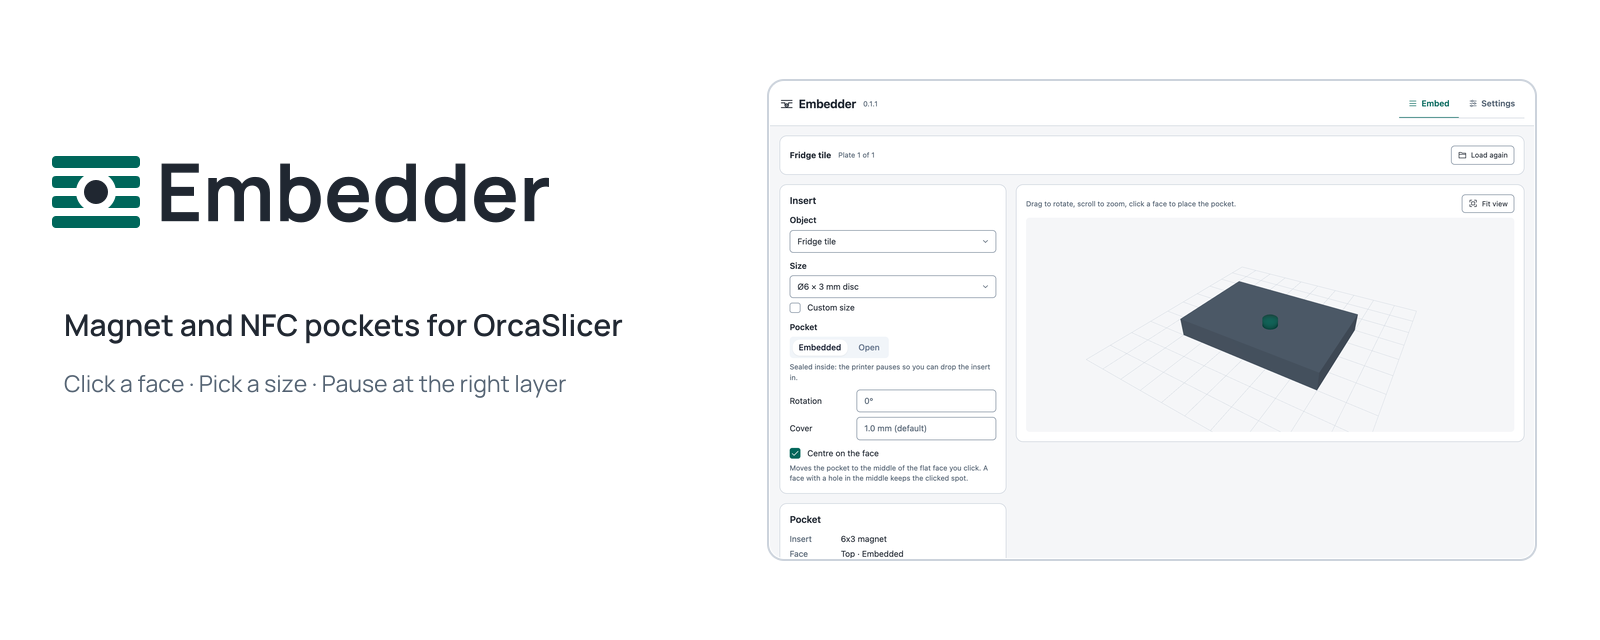 Embedder
Magnet and NFC pockets for OrcaSlicer
Click a face · Pick a size · Pause at the right layer
Embedder 0.1.1
Embed
Settings
Fridge tile Plate 1 of 1
Load again
Insert
Object
Fridge tile
Size
Ø6 × 3 mm disc
Custom size
Pocket
Embedded Open
Sealed inside: the printer pauses so you can drop the insert
in.
Rotation 0°
Cover 1.0 mm (default)
Centre on the face
Moves the pocket to the middle of the flat face you click. A
face with a hole in the middle keeps the clicked spot.
Pocket
Insert 6x3 magnet
Face Top · Embedded
Drag to rotate, scroll to zoom, click a face to place the pocket.
Fit view